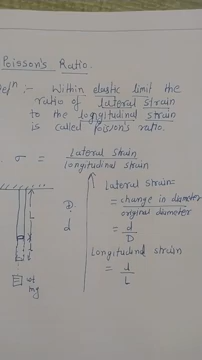 Poisson's Ratio.
Defⁿ :- Within elastic limit the
ratio of lateral strain
to the longitudinal strain
is called poisson's ratio.
σ = Lateral strain / longitudinal strain
Lateral strain =
= change in diameter / original diameter
= d / D
Longitudinal strain
= l / L
L
D
d
wt
mg